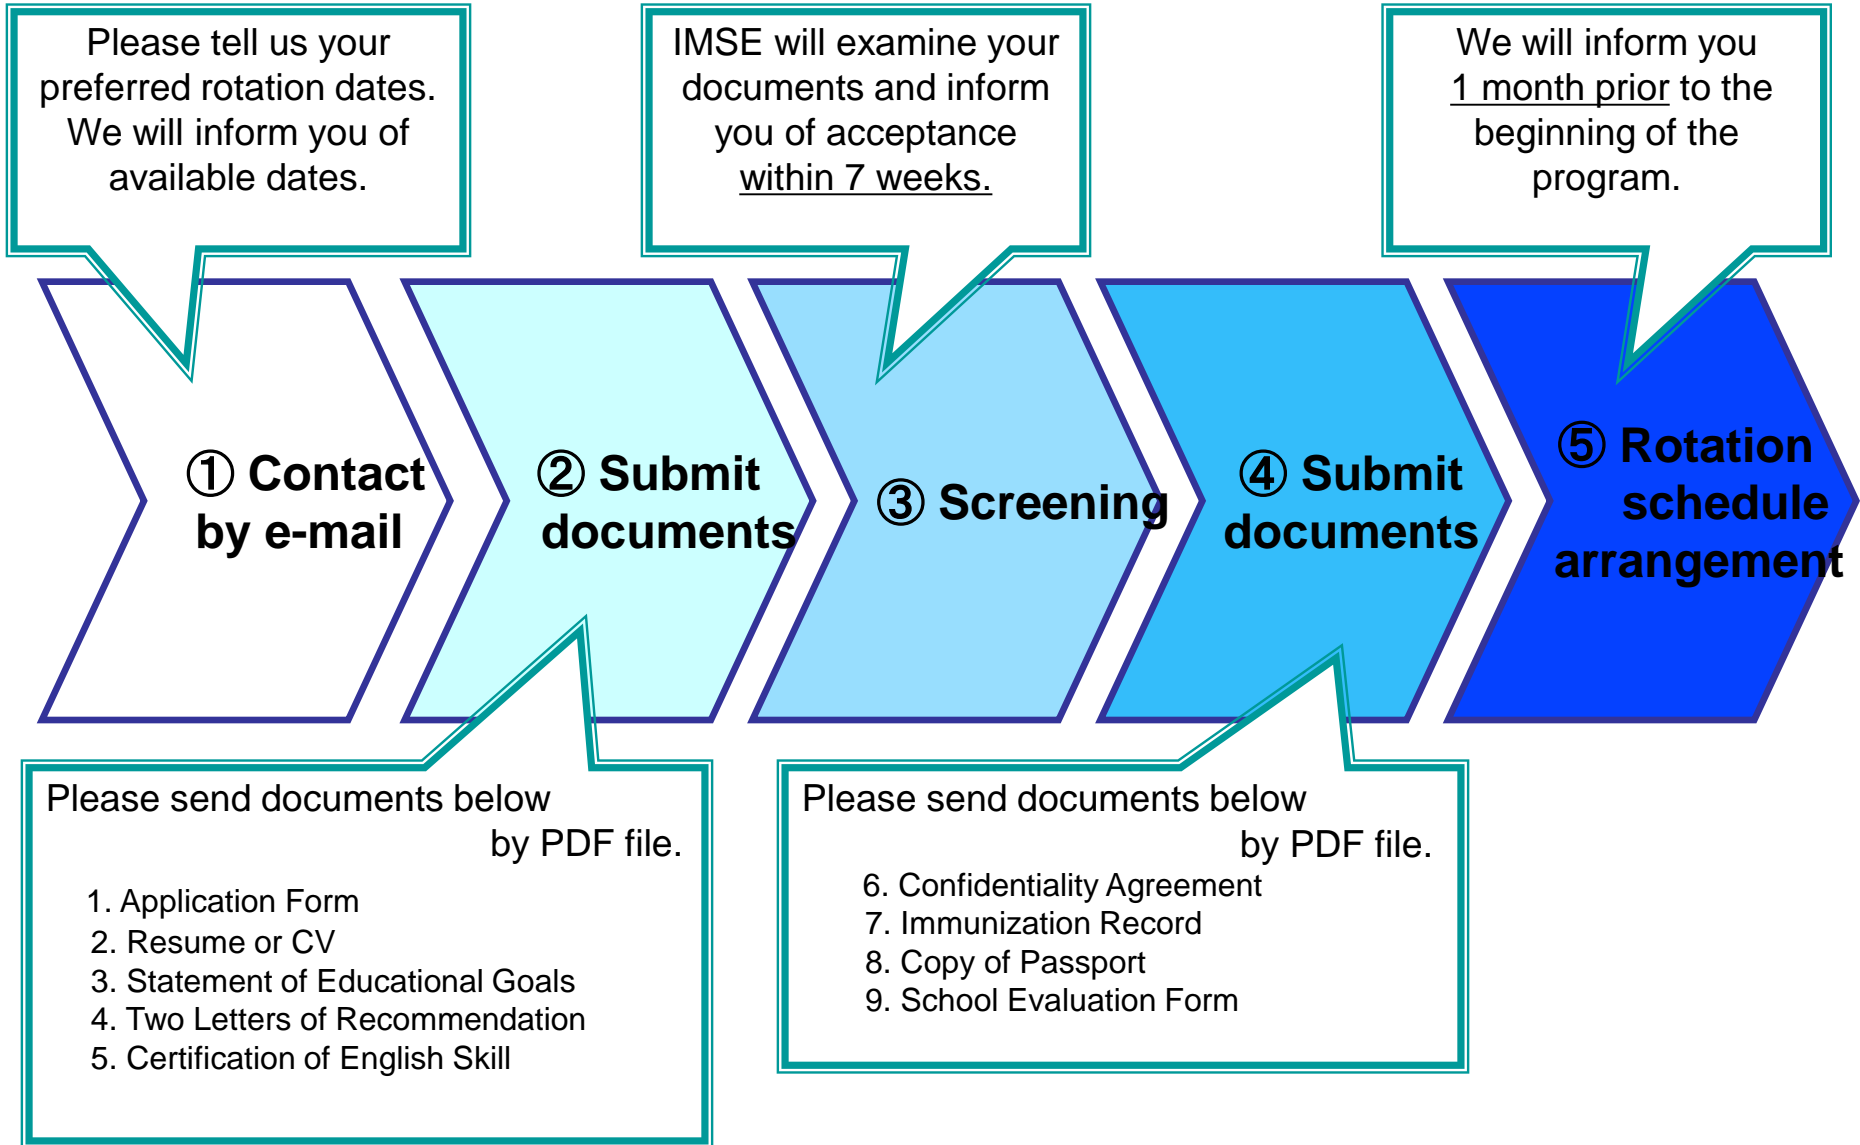 Please tell us your
preferred rotation dates.
We will inform you of
available dates.
IMSE will examine your
documents and inform
you of acceptance
within 7 weeks.
We will inform you
1 month prior to the
beginning of the
program.
① Contact
by e-mail
② Submit
documents
③ Screening
④ Submit
documents
⑤ Rotation
schedule
arrangement
Please send documents below
by PDF file.
1. Application Form
2. Resume or CV
3. Statement of Educational Goals
4. Two Letters of Recommendation
5. Certification of English Skill
Please send documents below
by PDF file.
6. Confidentiality Agreement
7. Immunization Record
8. Copy of Passport
9. School Evaluation Form